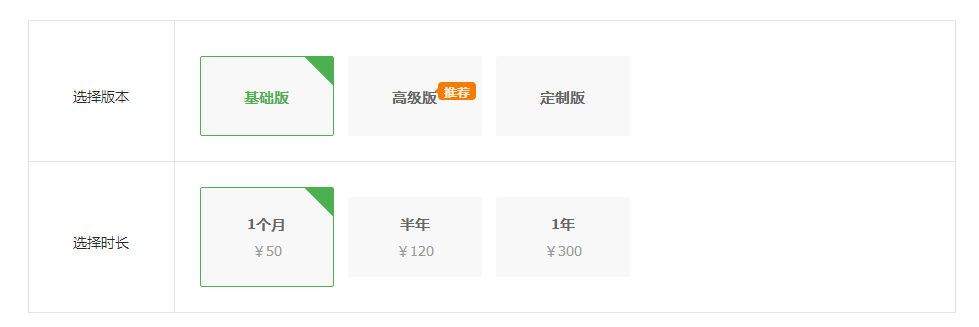 选择版本
基础版
高级版 推荐
定制版
选择时长
1个月
￥50
半年
￥120
1年
￥300